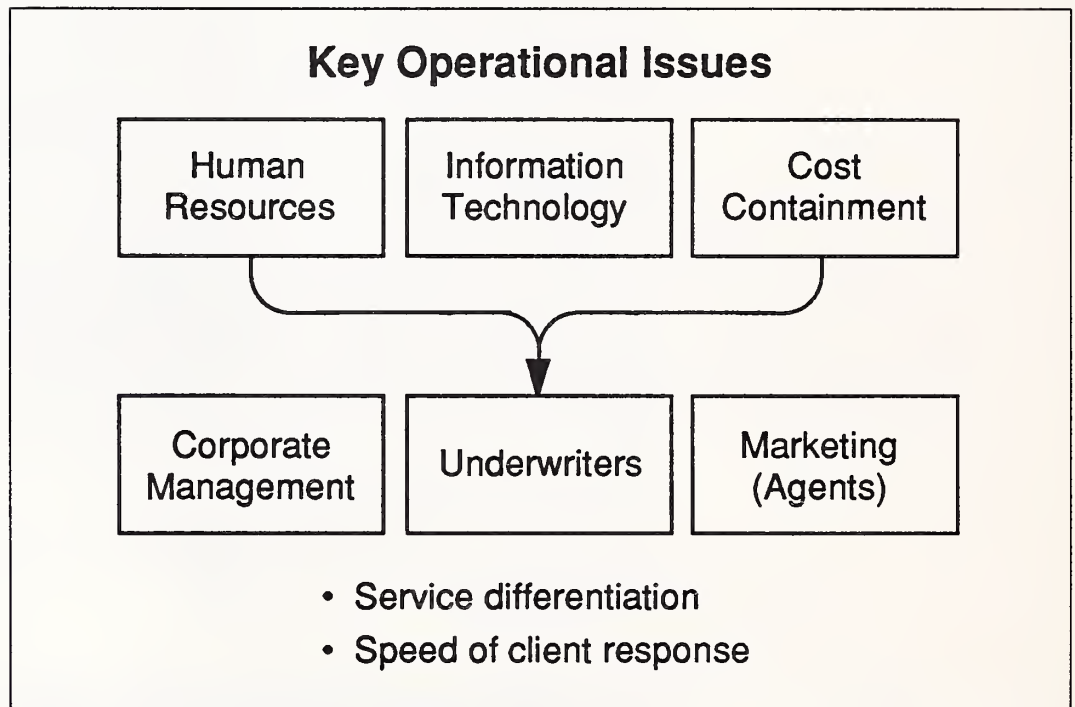 Key Operational Issues
Human
Resources
Information
Technology
Cost
Containment
Corporate
Management
Underwriters
Marketing
(Agents)
• Service differentiation
• Speed of client response